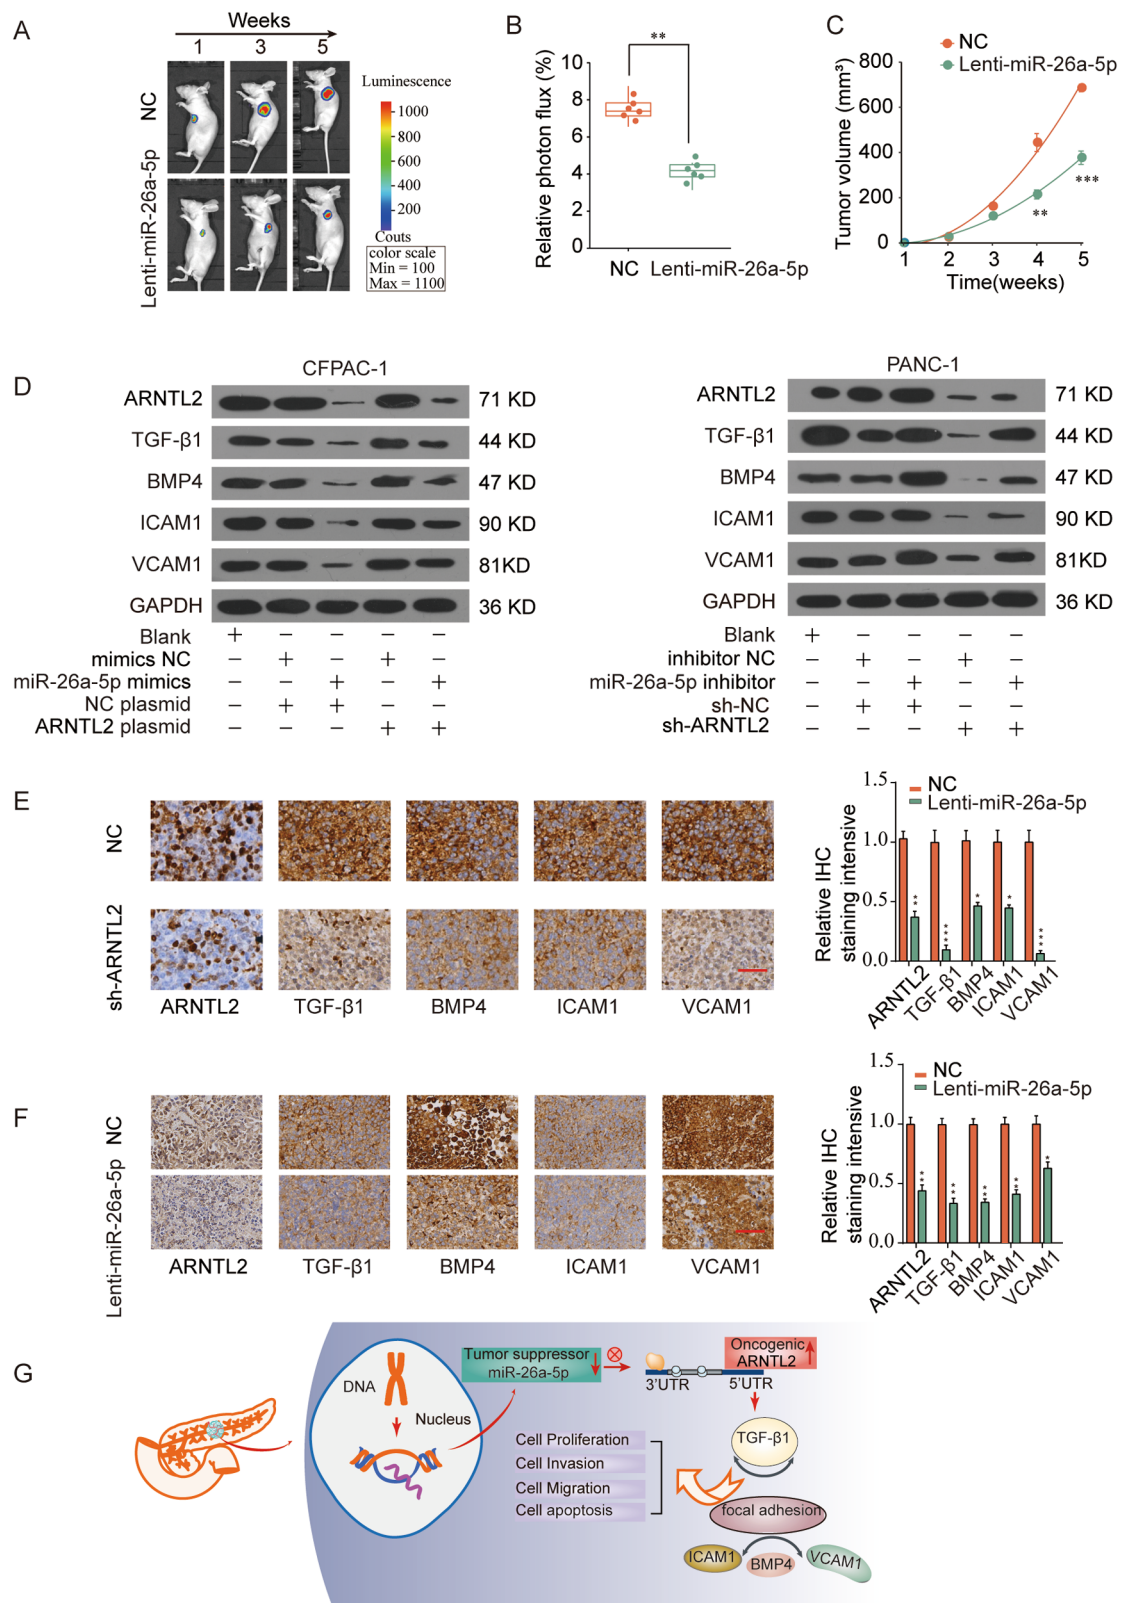 A
Weeks
1 3 5
NC
Lenti-miR-26a-5p
Luminescence
1000
800
600
400
200
Couts
color scale
Min = 100
Max = 1100
B
Relative photon flux (%)
10
8
6
4
2
0
**
NC Lenti-miR-26a-5p
C
NC
Lenti-miR-26a-5p
Tumor volume (mm³)
800
600
400
200
0
**
***
1 2 3 4 5
Time(weeks)
D
CFPAC-1
ARNTL2 71 KD
TGF-β1 44 KD
BMP4 47 KD
ICAM1 90 KD
VCAM1 81KD
GAPDH 36 KD
Blank + − − − −
mimics NC − + − + −
miR-26a-5p mimics − − + − +
NC plasmid − + + − −
ARNTL2 plasmid − − − + +
PANC-1
ARNTL2 71 KD
TGF-β1 44 KD
BMP4 47 KD
ICAM1 90 KD
VCAM1 81KD
GAPDH 36 KD
Blank + − − − −
inhibitor NC − + − + −
miR-26a-5p inhibitor − − + − +
sh-NC − + + − −
sh-ARNTL2 − − − + +
E
NC
sh-ARNTL2
ARNTL2 TGF-β1 BMP4 ICAM1 VCAM1
Relative IHC
staining intensive
1.5
1.0
0.5
0.0
NC
Lenti-miR-26a-5p
**
***
*
*
****
ARNTL2 TGF-β1 BMP4 ICAM1 VCAM1
F
NC
Lenti-miR-26a-5p
ARNTL2 TGF-β1 BMP4 ICAM1 VCAM1
Relative IHC
staining intensive
1.5
1.0
0.5
0.0
NC
Lenti-miR-26a-5p
**
**
***
**
*
ARNTL2 TGF-β1 BMP4 ICAM1 VCAM1
G
DNA
Nucleus
Tumor suppressor
miR-26a-5p
Oncogenic
ARNTL2
3'UTR 5'UTR
TGF-β1
Cell Proliferation
Cell Invasion
Cell Migration
Cell apoptosis
focal adhesion
ICAM1
BMP4
VCAM1